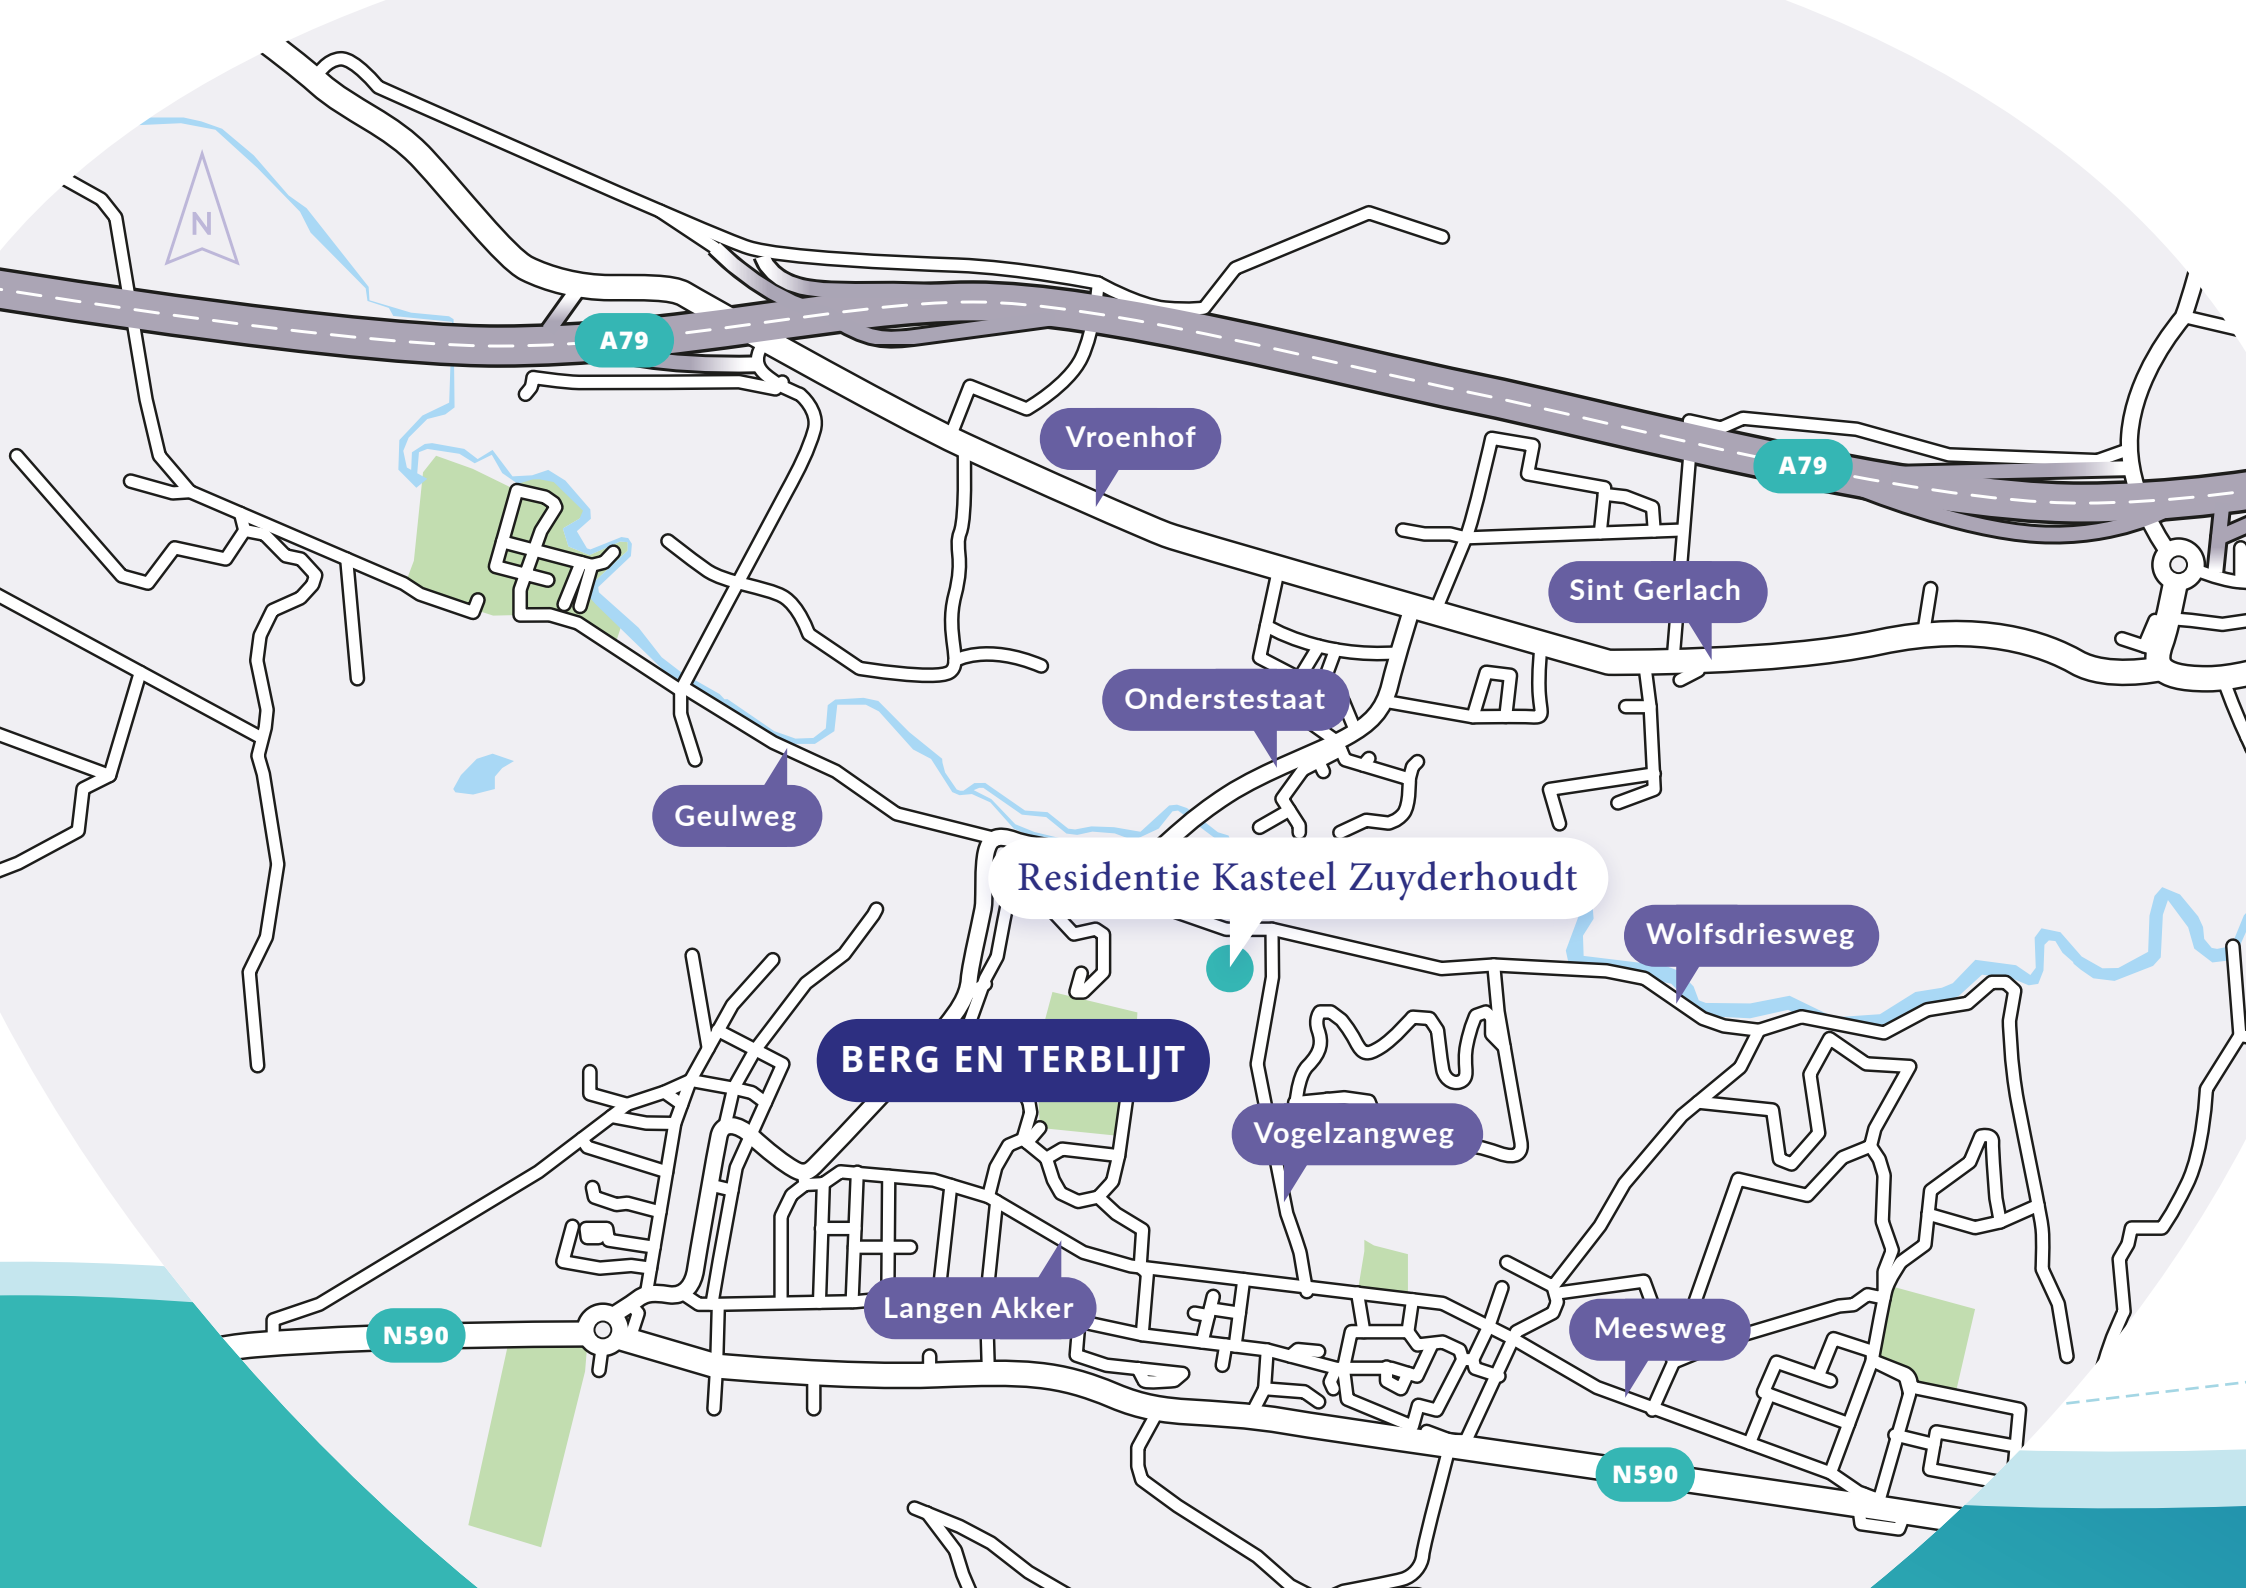 N
A79
Vroenhof
A79
Sint Gerlach
Onderstestaat
Geulweg
Residentie Kasteel Zuyderhoudt
Wolfsdriesweg
BERG EN TERBLIJT
Vogelzangweg
Langen Akker
N590
Meesweg
N590